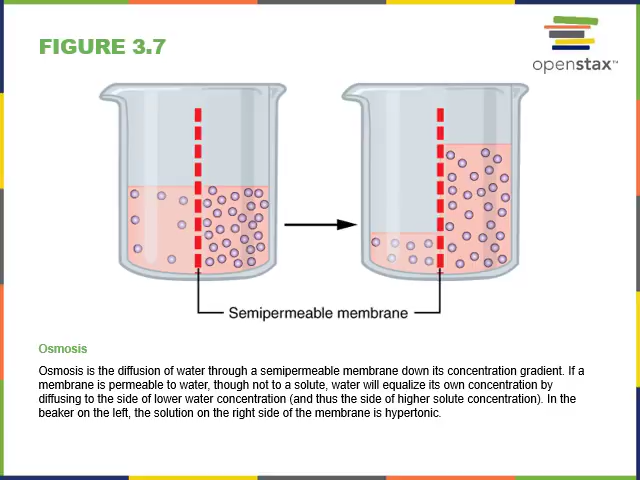 FIGURE 3.7
openstax™
Semipermeable membrane
Osmosis
Osmosis is the diffusion of water through a semipermeable membrane down its concentration gradient. If a
membrane is permeable to water, though not to a solute, water will equalize its own concentration by
diffusing to the side of lower water concentration (and thus the side of higher solute concentration). In the
beaker on the left, the solution on the right side of the membrane is hypertonic.